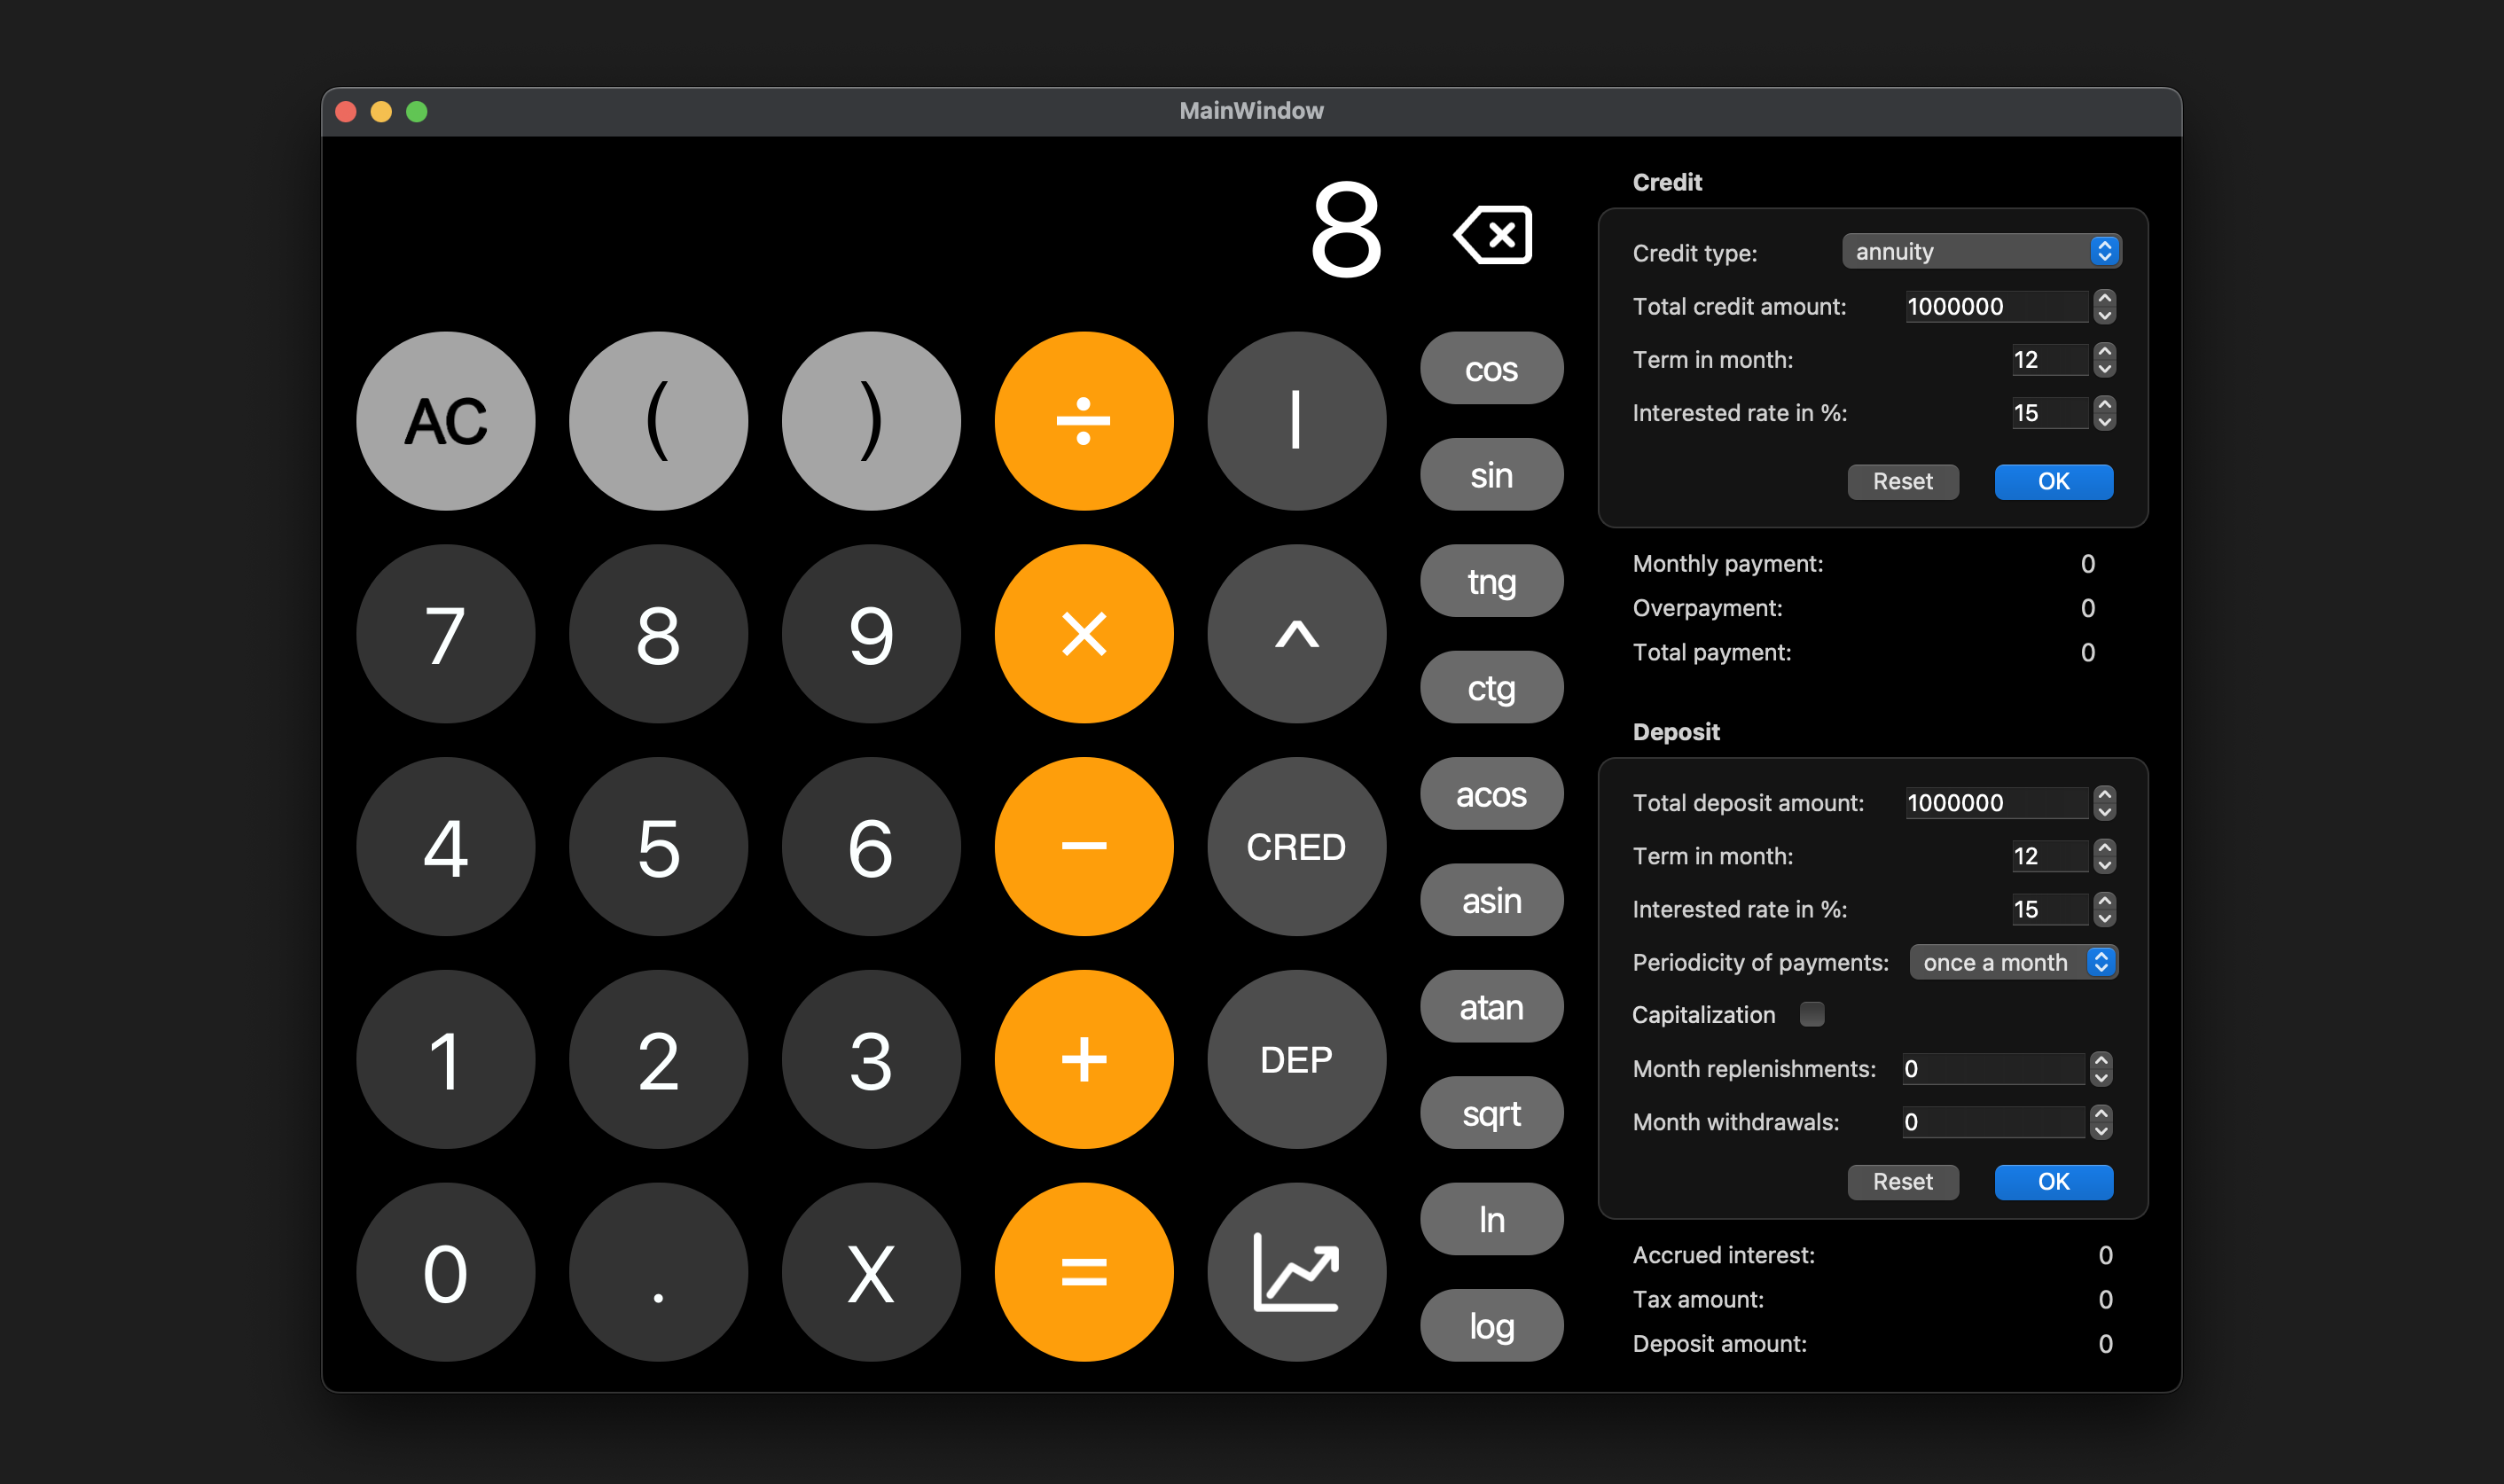 MainWindow
8
AC ( ) ÷ | cos
sin
7 8 9 × ^ tng
ctg
4 5 6 − CRED acos
asin
1 2 3 + DEP atan
sqrt
0 . X = ln
log
Credit
Credit type: annuity
Total credit amount: 1000000
Term in month: 12
Interested rate in %: 15
Reset OK
Monthly payment: 0
Overpayment: 0
Total payment: 0
Deposit
Total deposit amount: 1000000
Term in month: 12
Interested rate in %: 15
Periodicity of payments: once a month
Capitalization
Month replenishments: 0
Month withdrawals: 0
Reset OK
Accrued interest: 0
Tax amount: 0
Deposit amount: 0